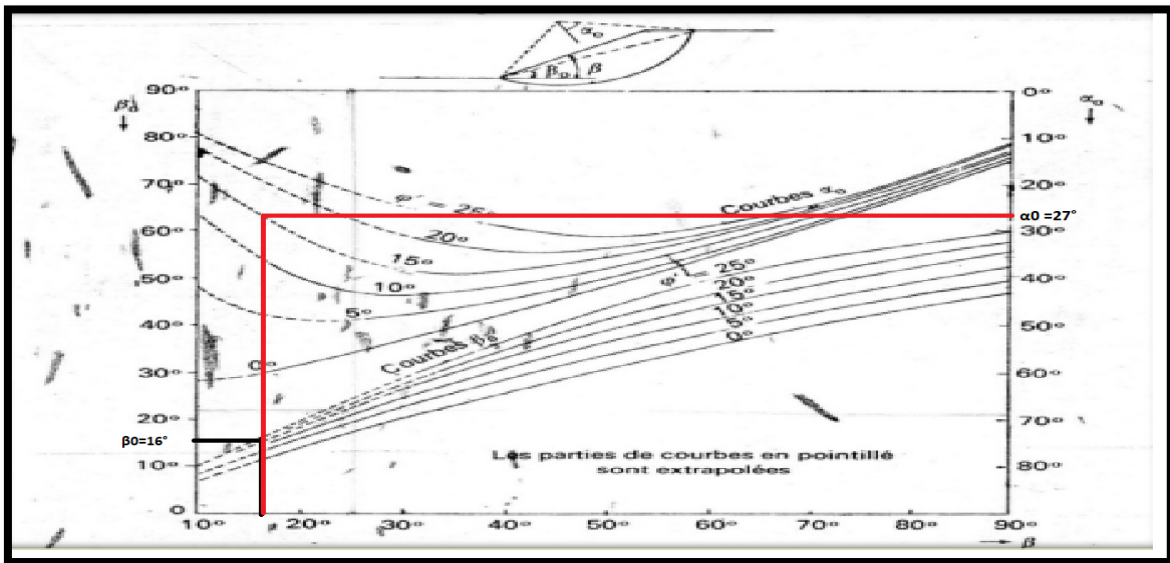 α₀
β₀
β
90°
β₀
80°
70°
60°
50°
40°
30°
20°
β0=16°
10°
0
φ' = 25°
20°
15°
10°
5°
0°
Courbes α₀
Courbes β₀
φ' =
25°
20°
15°
10°
5°
0°
Les parties de courbes en pointillé
sont extrapolées
0°
α₀
10°
20°
α0 =27°
30°
40°
50°
60°
70°
80°
10° 20° 30° 40° 50° 60° 70° 80° 90°
β